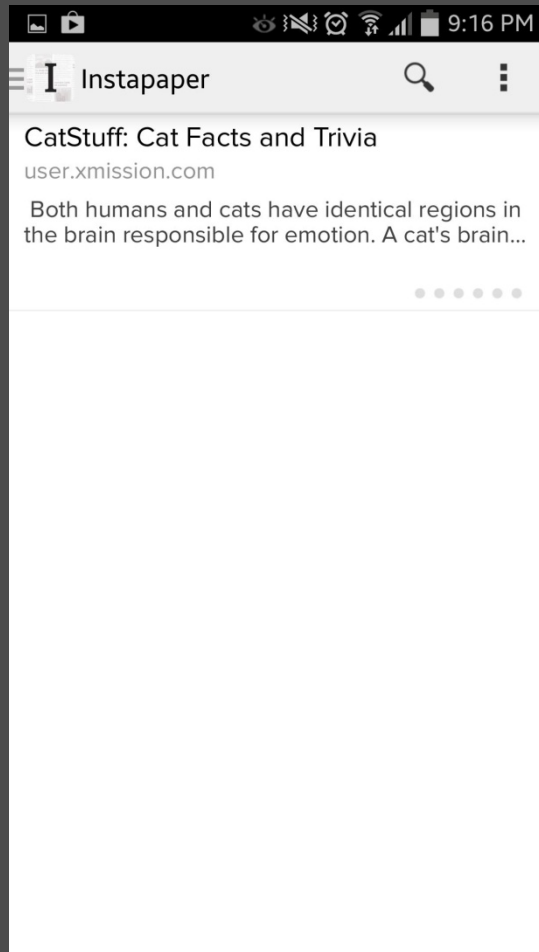 9:16 PM
I Instapaper
CatStuff: Cat Facts and Trivia
user.xmission.com
Both humans and cats have identical regions in
the brain responsible for emotion. A cat's brain...